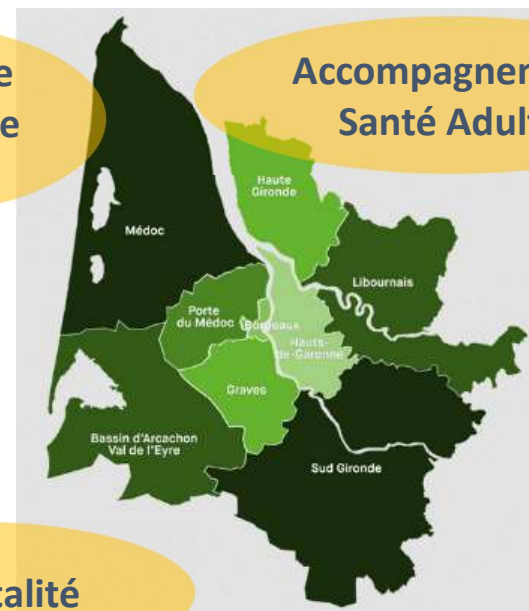 e
e
Accompagnem
Santé Adul
Haute
Gironde
Médoc
Libournais
Porte
du Médoc
Bordeaux
Hauts-
de-Garonne
Graves
Bassin d'Arcachon
Val de l'Eyre
Sud Gironde
talité